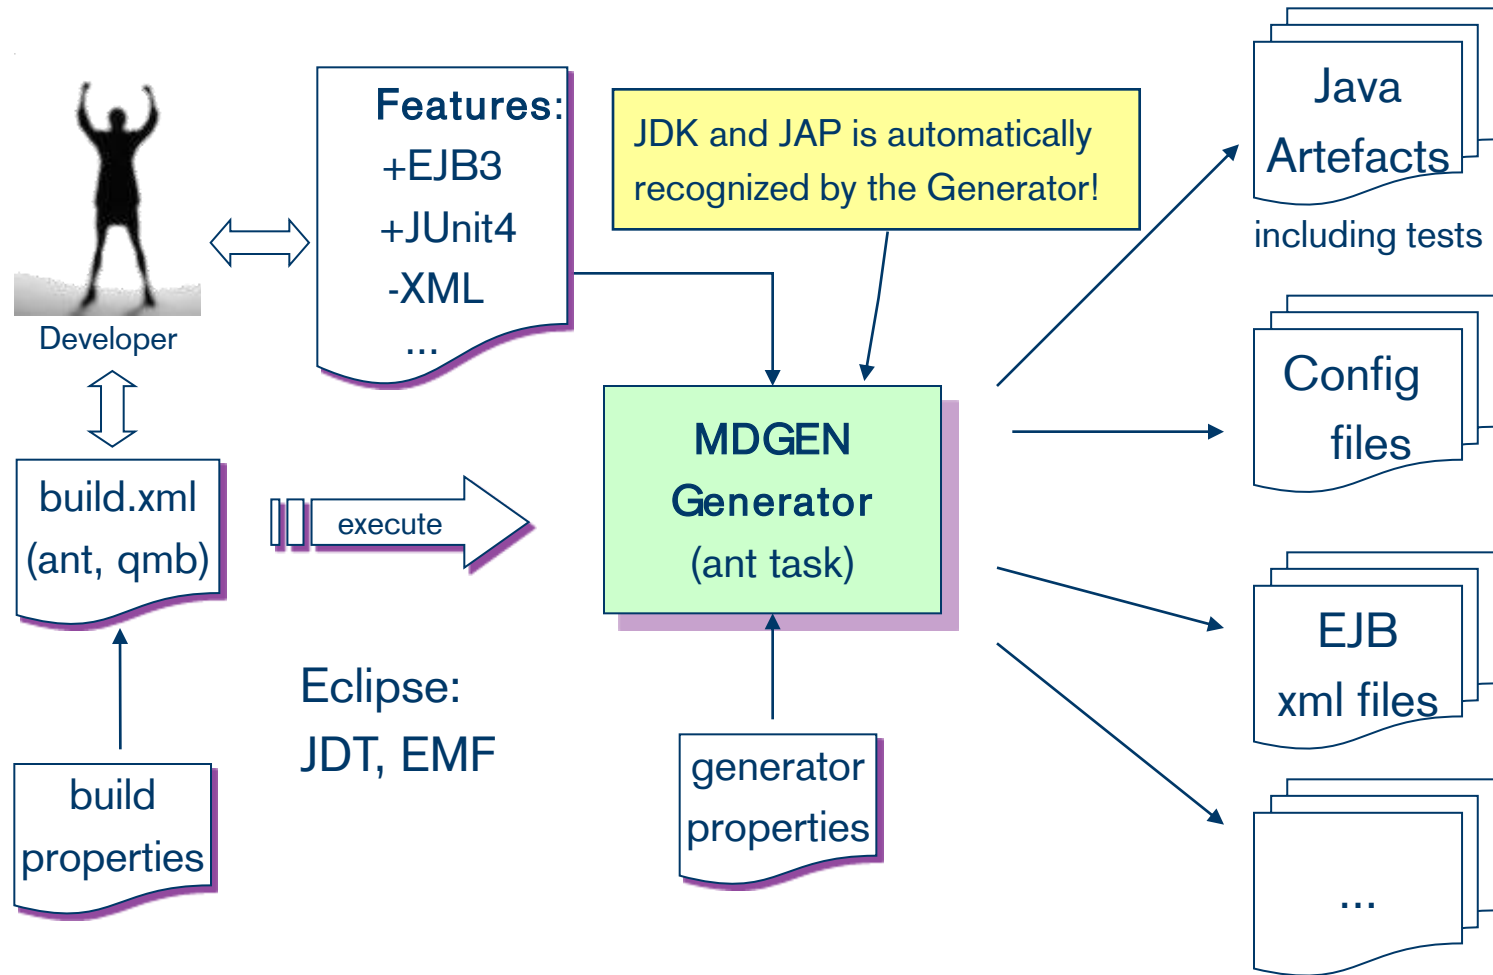 Developer
Features:
+EJB3
+JUnit4
-XML
...
JDK and JAP is automatically
recognized by the Generator!
Java
Artefacts
including tests
Config
files
build.xml
(ant, qmb)
execute
MDGEN
Generator
(ant task)
EJB
xml files
Eclipse:
JDT, EMF
build
properties
generator
properties
...